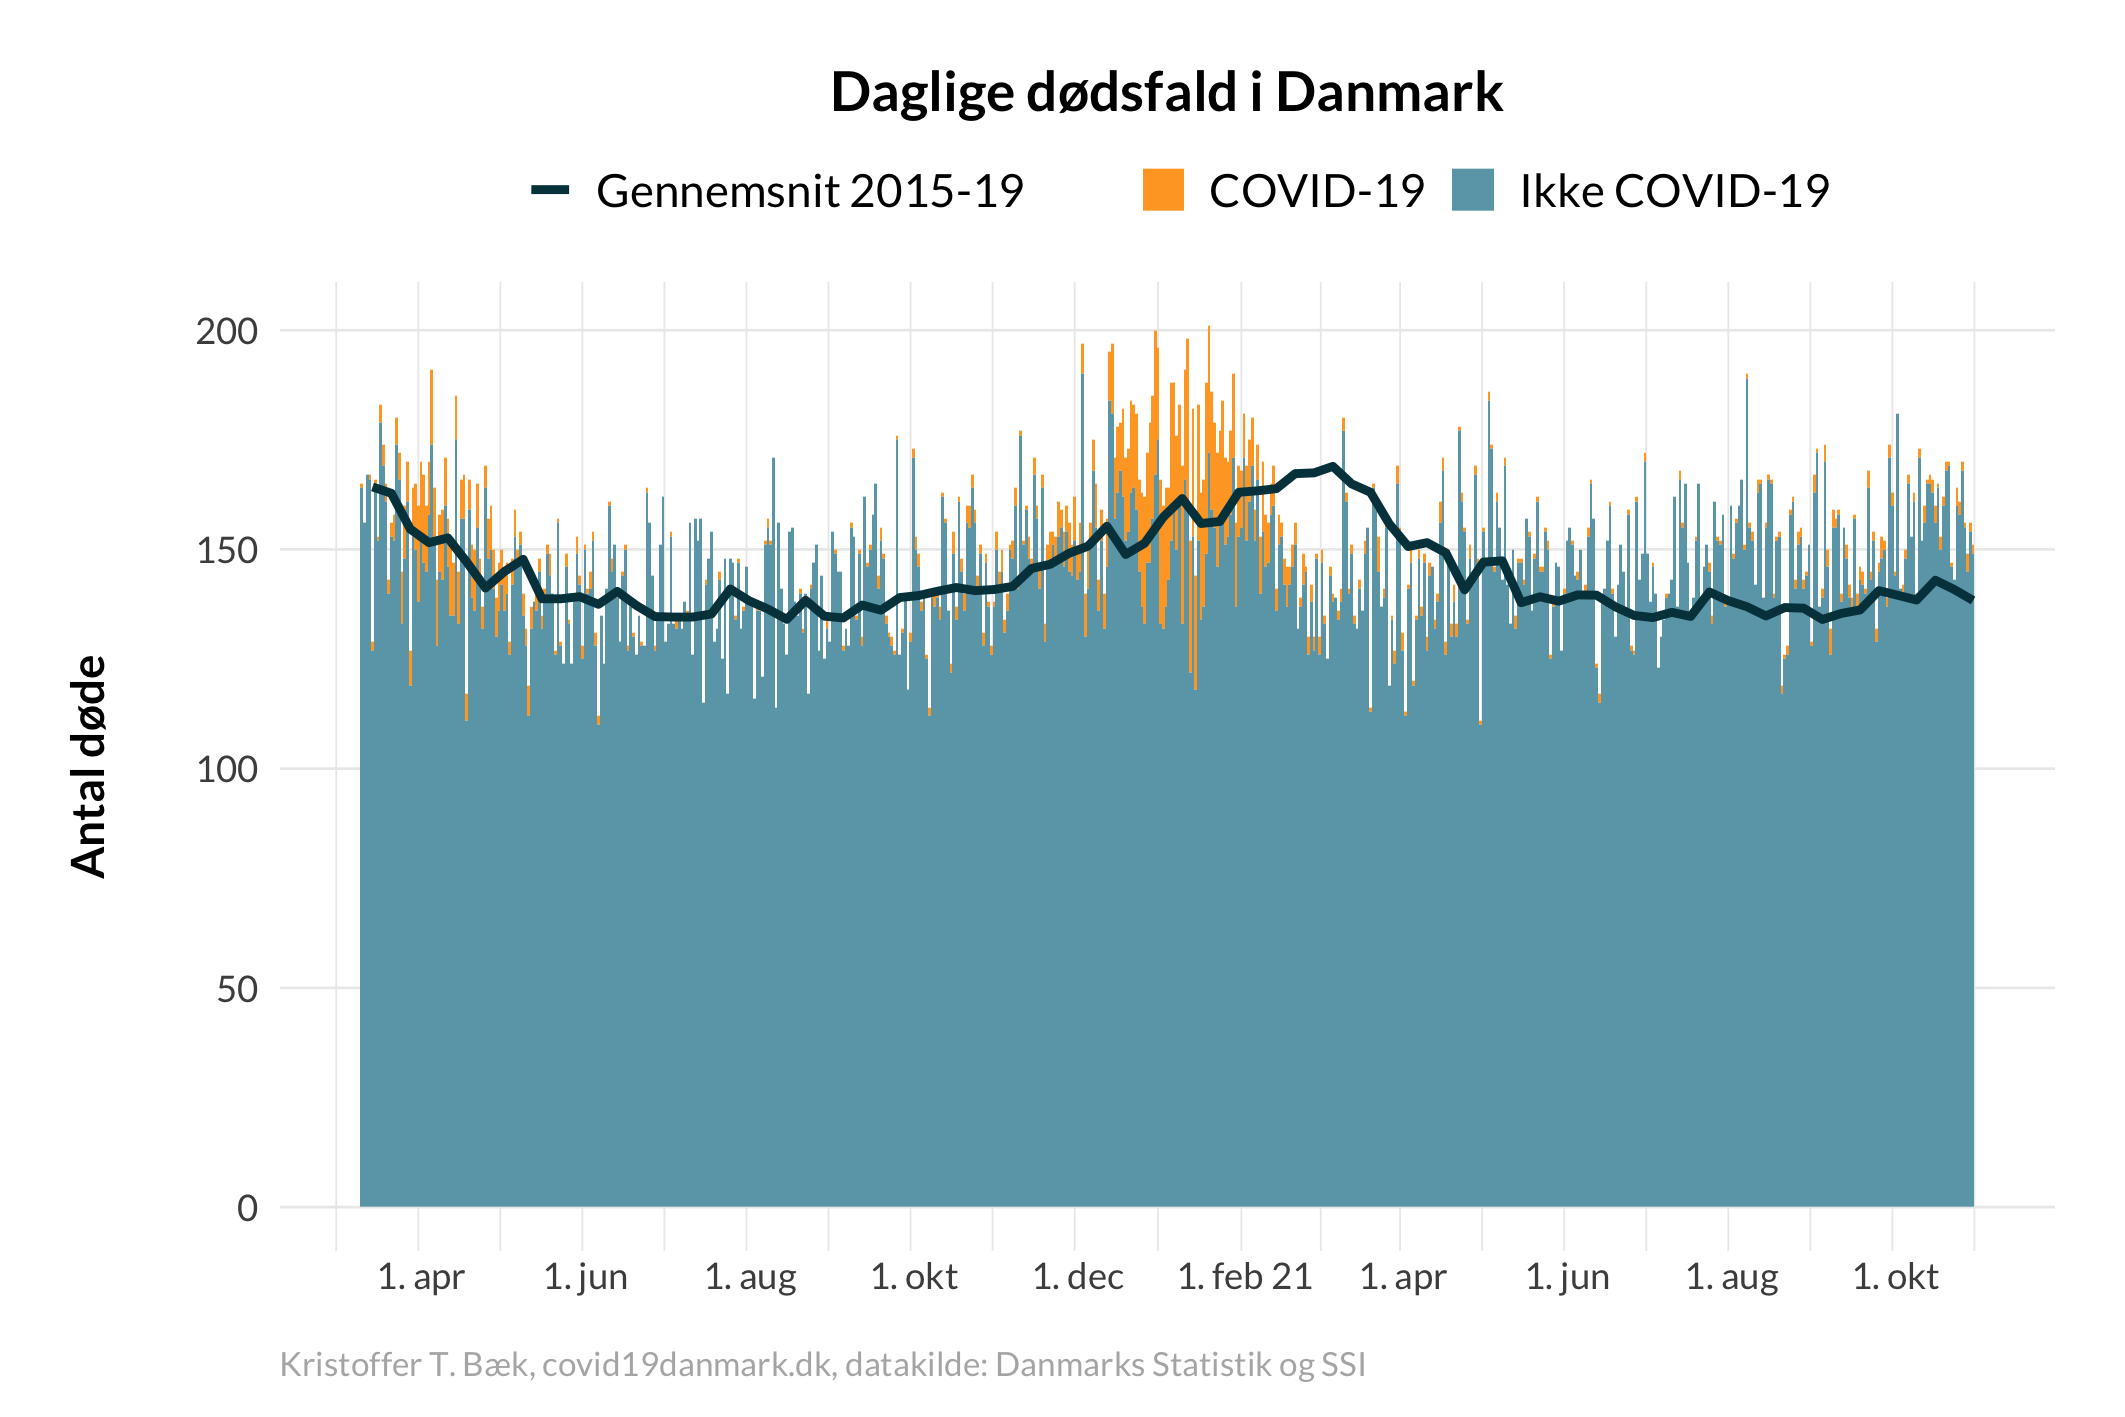 Daglige dødsfald i Danmark
Gennemsnit 2015-19 COVID-19 Ikke COVID-19
Antal døde
200
150
100
50
0
1. apr 1. jun 1. aug 1. okt 1. dec 1. feb 21 1. apr 1. jun 1. aug 1. okt
Kristoffer T. Bæk, covid19danmark.dk, datakilde: Danmarks Statistik og SSI